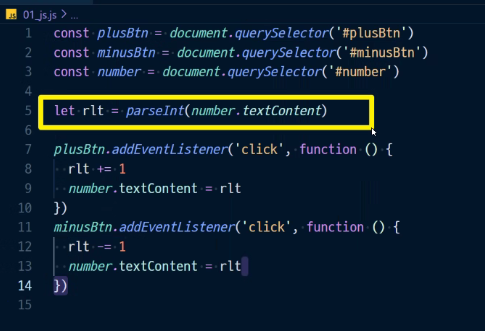 JS 01_js.js > ...
1 const plusBtn = document.querySelector('#plusBtn')
2 const minusBtn = document.querySelector('#minusBtn')
3 const number = document.querySelector('#number')
4
5 let rlt = parseInt(number.textContent)
6
7 plusBtn.addEventListener('click', function () {
8   rlt += 1
9   number.textContent = rlt
10 })
11 minusBtn.addEventListener('click', function () {
12   rlt -= 1
13   number.textContent = rlt
14 })
15